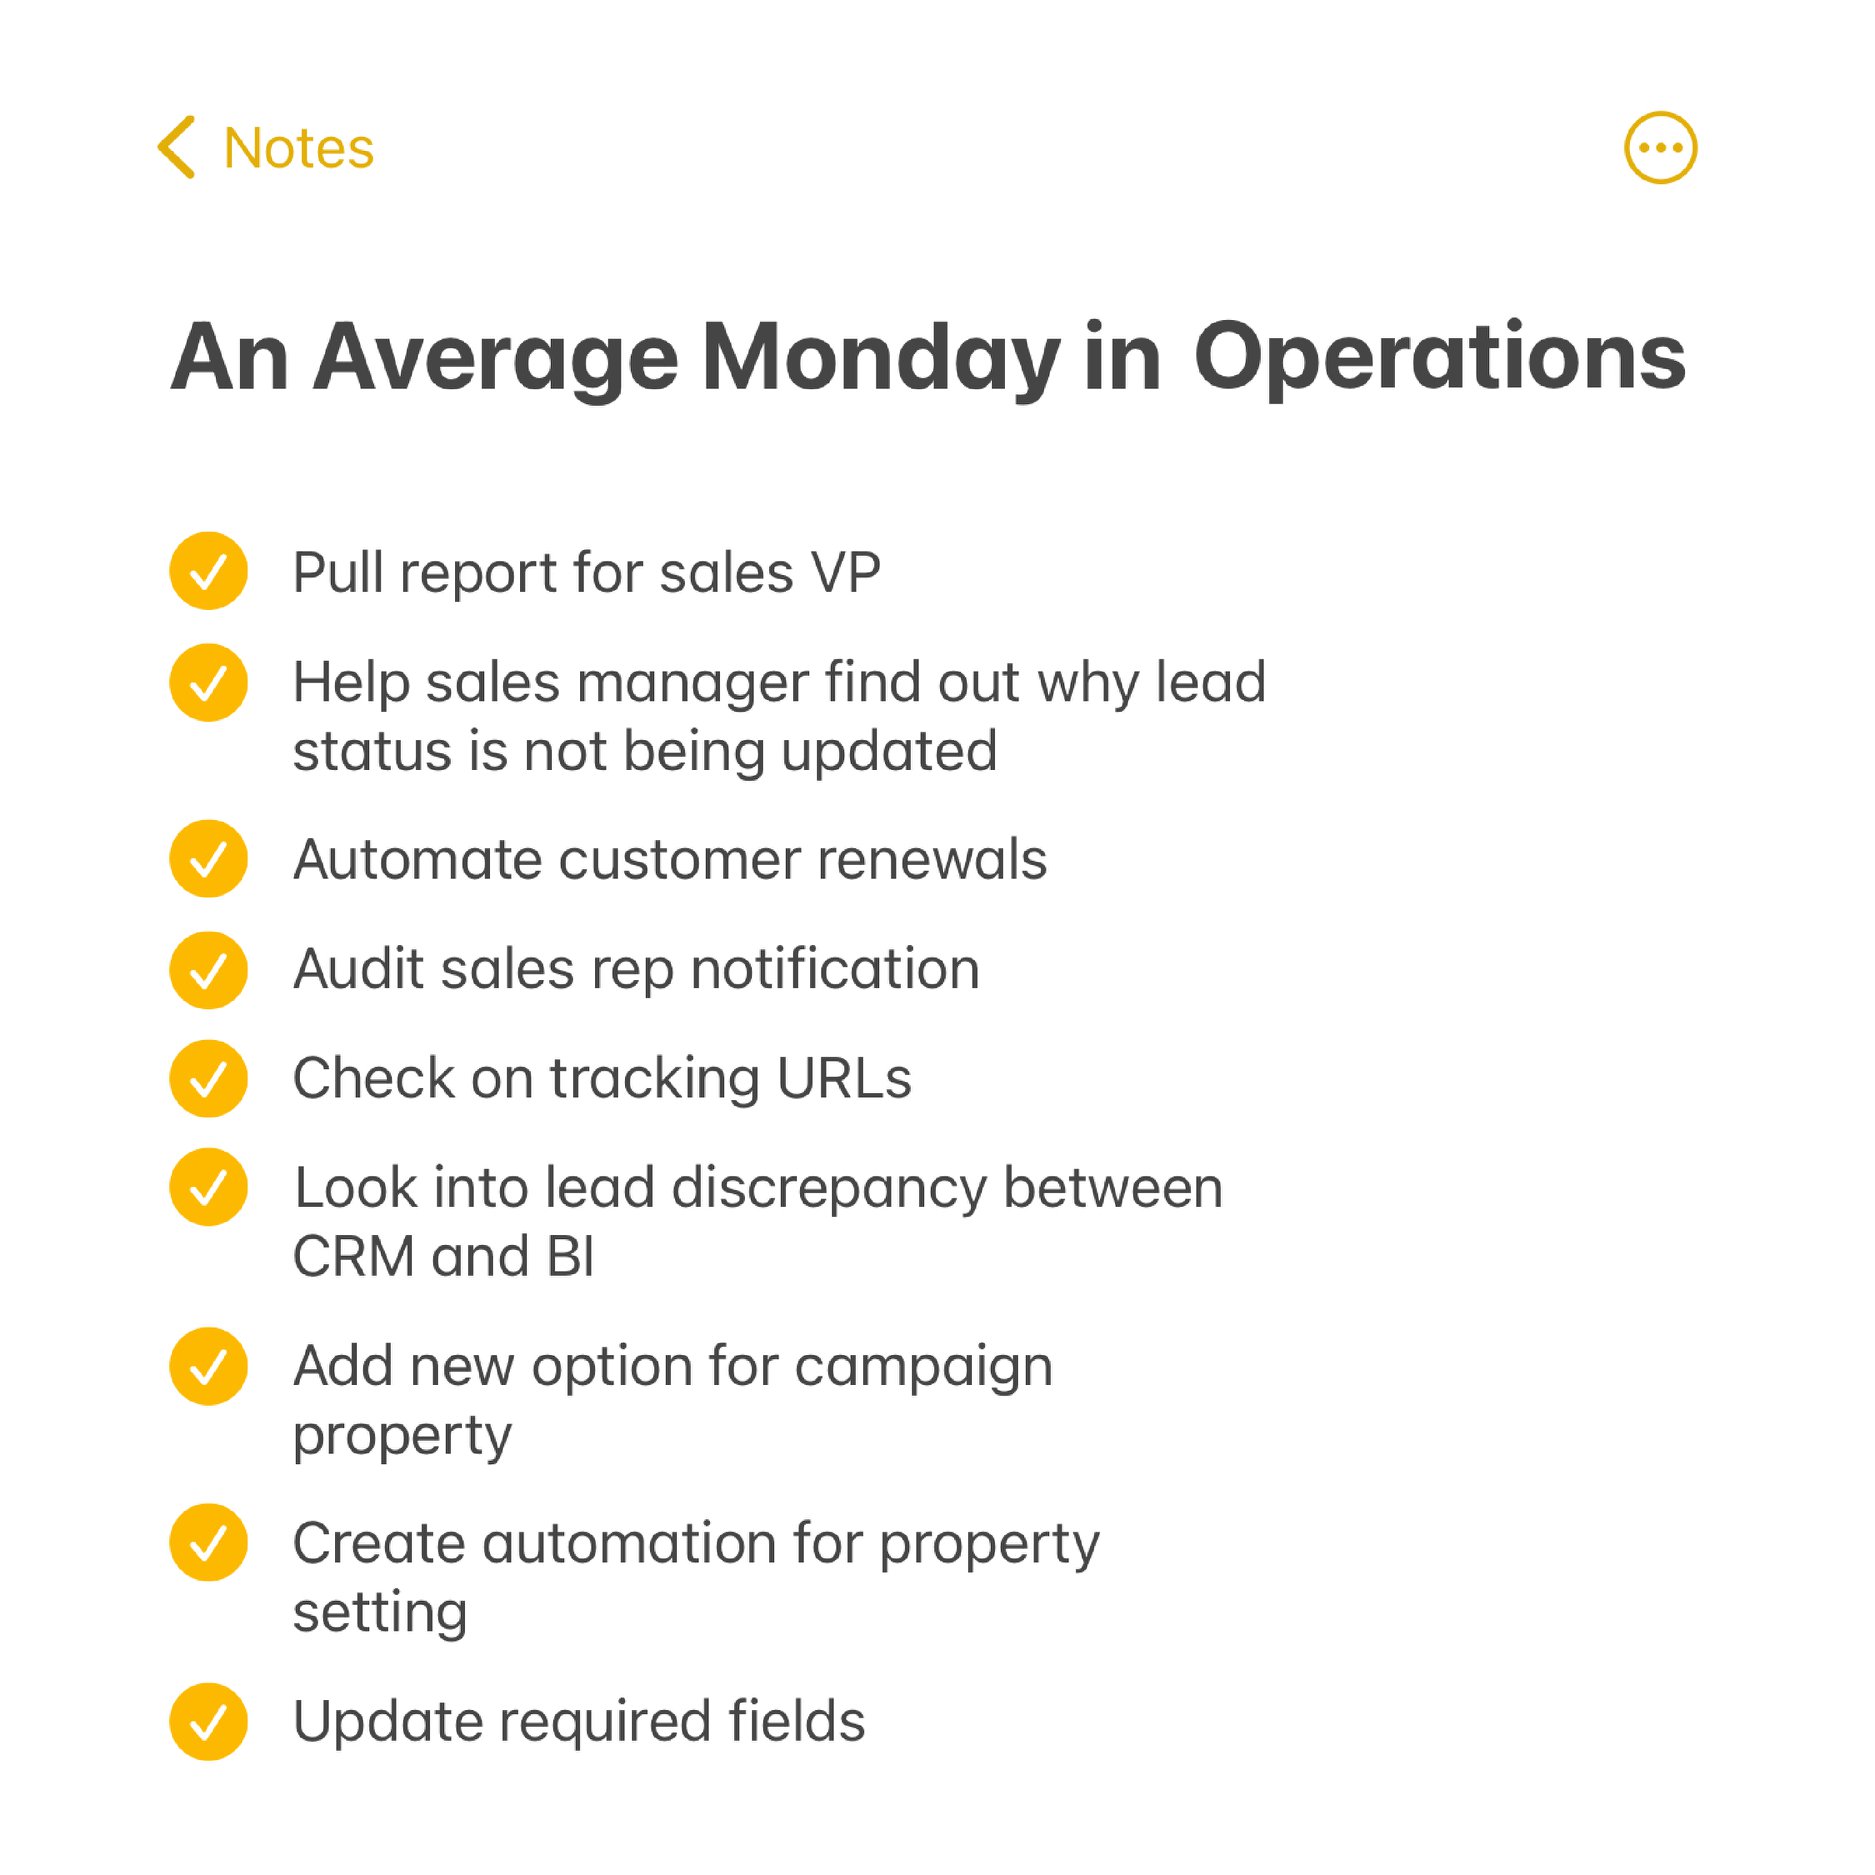 Notes
An Average Monday in Operations
Pull report for sales VP
Help sales manager find out why lead
status is not being updated
Automate customer renewals
Audit sales rep notification
Check on tracking URLs
Look into lead discrepancy between
CRM and BI
Add new option for campaign
property
Create automation for property
setting
Update required fields